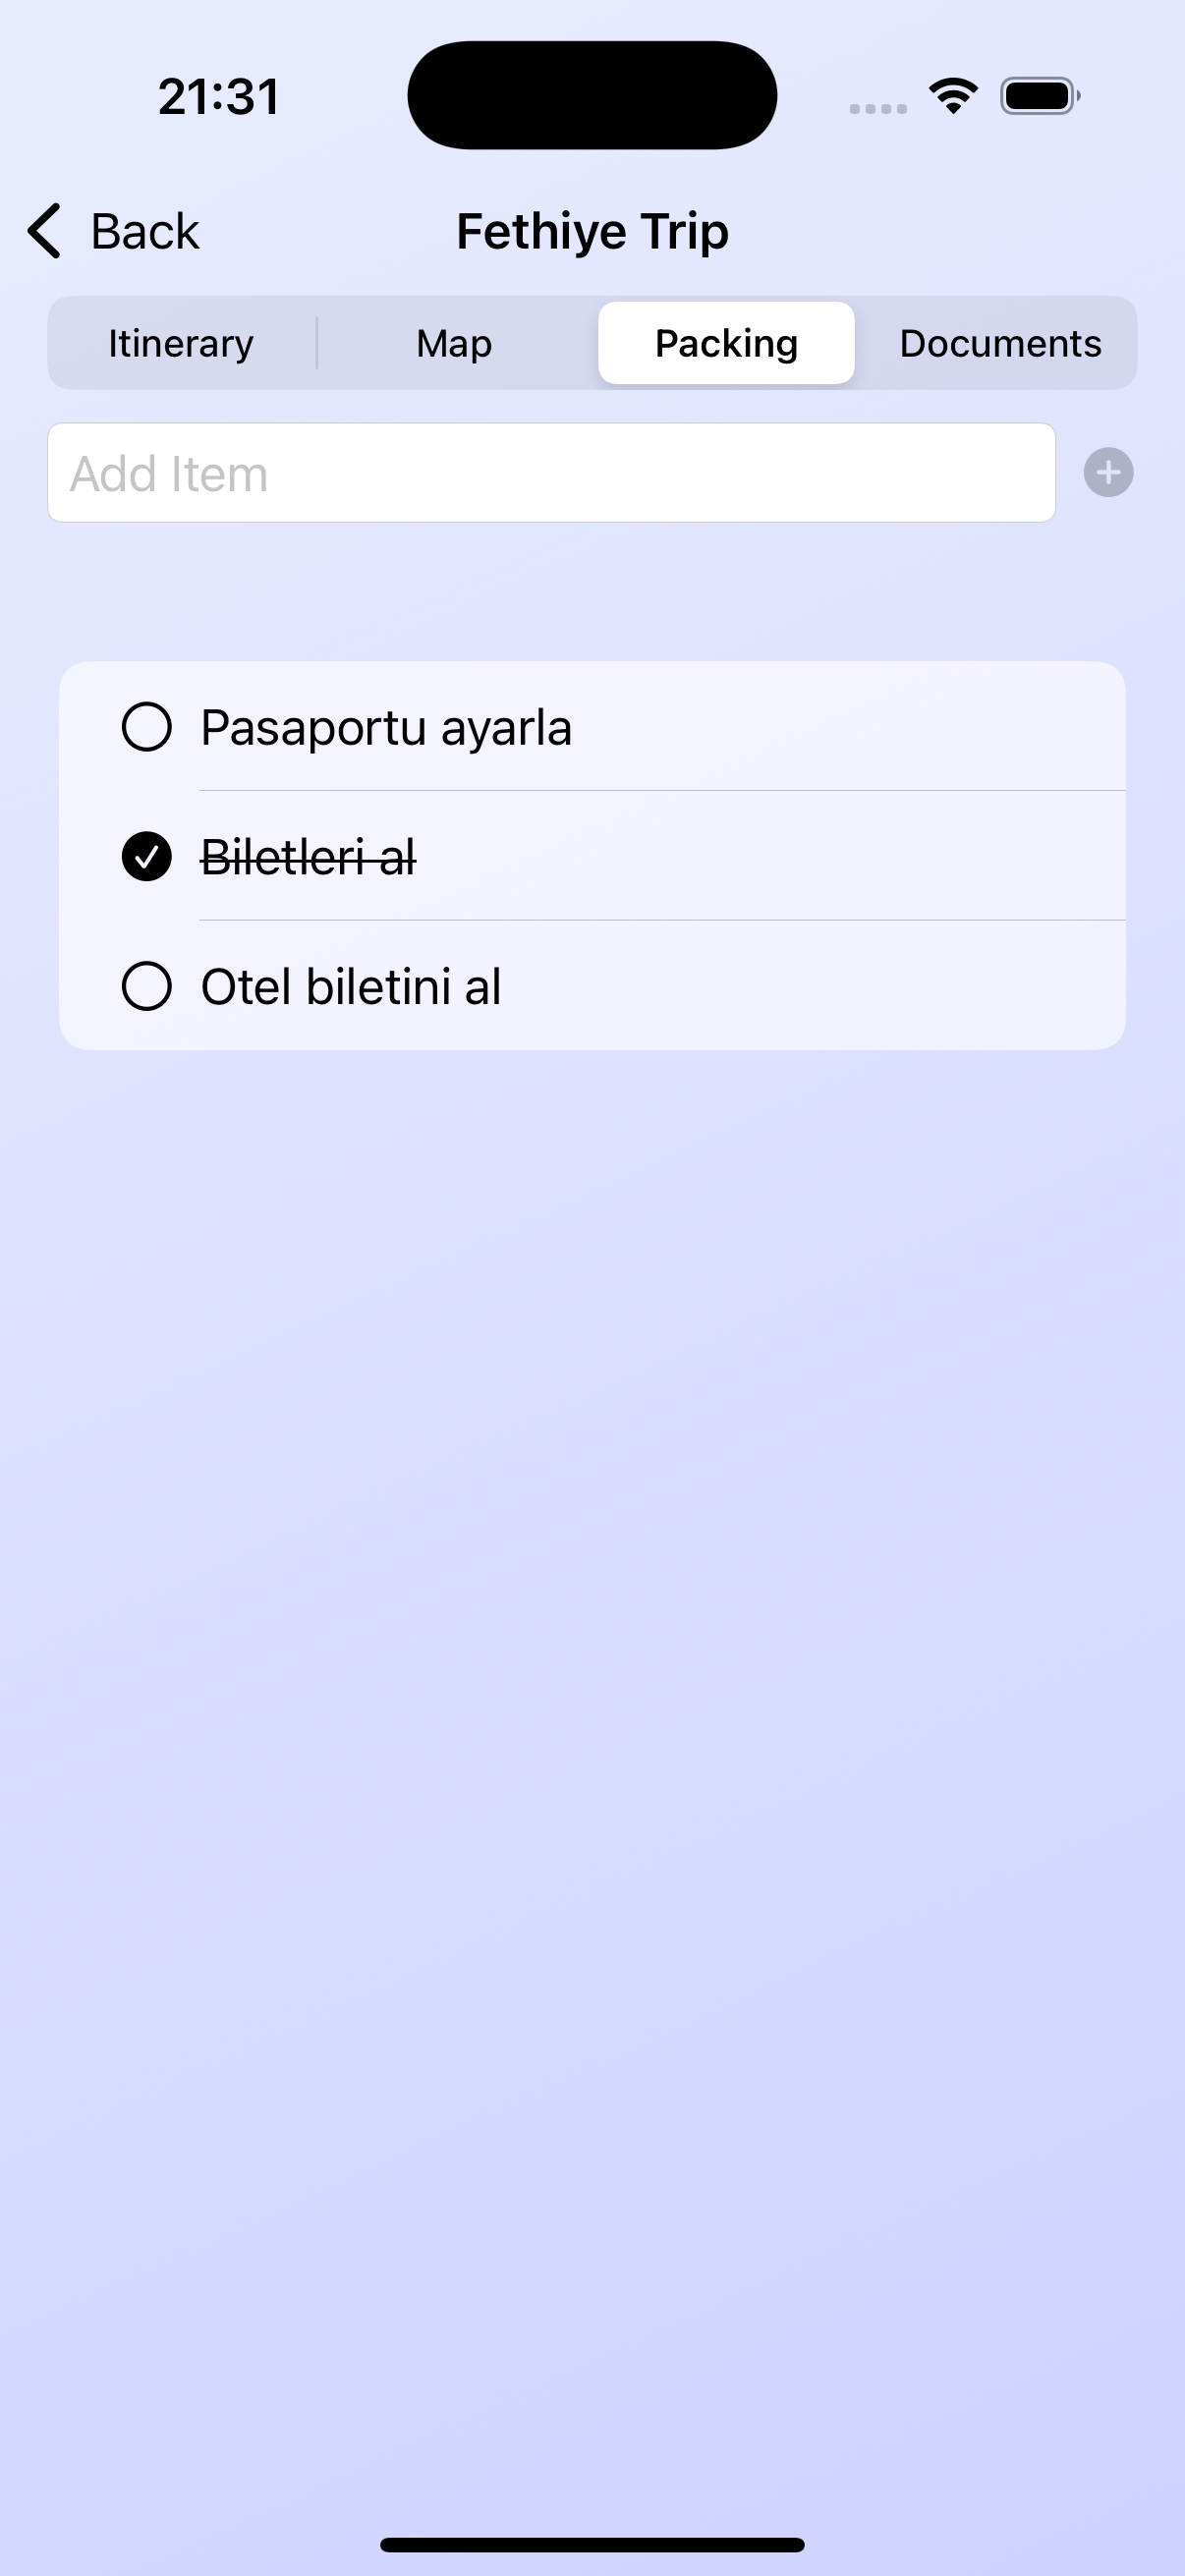 21:31
Back
Fethiye Trip
Itinerary
Map
Packing
Documents
Add Item
Pasaportu ayarla
Biletleri al
Otel biletini al